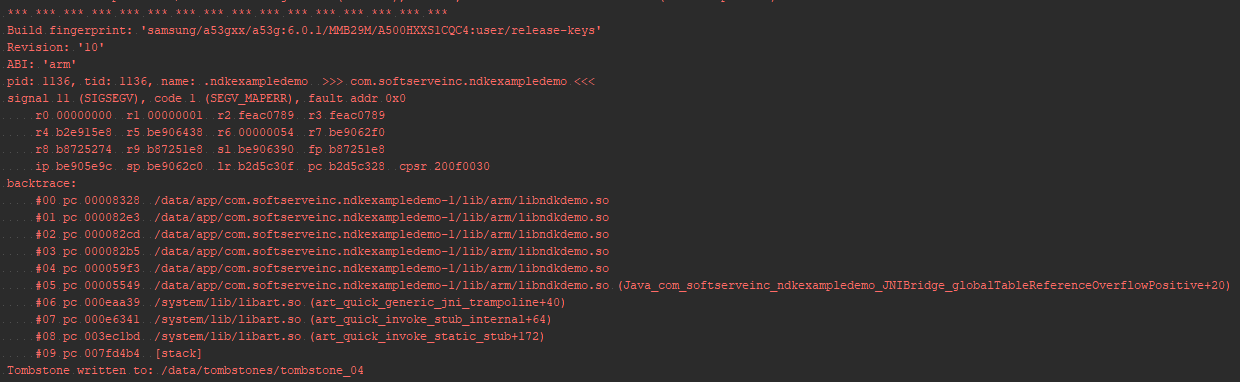 *** *** *** *** *** *** *** *** *** *** *** *** *** *** *** ***
Build fingerprint: 'samsung/a53gxx/a53g:6.0.1/MMB29M/A500HXXS1CQC4:user/release-keys'
Revision: '10'
ABI: 'arm'
pid: 1136, tid: 1136, name: .ndkexampledemo  >>> com.softserveinc.ndkexampledemo <<<
signal 11 (SIGSEGV), code 1 (SEGV_MAPERR), fault addr 0x0
    r0 00000000  r1 00000001  r2 feac0789  r3 feac0789
    r4 b2e915e8  r5 be906438  r6 00000054  r7 be9062f0
    r8 b8725274  r9 b87251e8  sl be906390  fp b87251e8
    ip be905e9c  sp be9062c0  lr b2d5c30f  pc b2d5c328  cpsr 200f0030
backtrace:
    #00 pc 00008328  /data/app/com.softserveinc.ndkexampledemo-1/lib/arm/libndkdemo.so
    #01 pc 000082e3  /data/app/com.softserveinc.ndkexampledemo-1/lib/arm/libndkdemo.so
    #02 pc 000082cd  /data/app/com.softserveinc.ndkexampledemo-1/lib/arm/libndkdemo.so
    #03 pc 000082b5  /data/app/com.softserveinc.ndkexampledemo-1/lib/arm/libndkdemo.so
    #04 pc 000059f3  /data/app/com.softserveinc.ndkexampledemo-1/lib/arm/libndkdemo.so
    #05 pc 00005549  /data/app/com.softserveinc.ndkexampledemo-1/lib/arm/libndkdemo.so (Java_com_softserveinc_ndkexampledemo_JNIBridge_globalTableReferenceOverflowPositive+20)
    #06 pc 000eaa39  /system/lib/libart.so (art_quick_generic_jni_trampoline+40)
    #07 pc 000e6341  /system/lib/libart.so (art_quick_invoke_stub_internal+64)
    #08 pc 003ec1bd  /system/lib/libart.so (art_quick_invoke_static_stub+172)
    #09 pc 007fd4b4  [stack]
Tombstone written to: /data/tombstones/tombstone_04